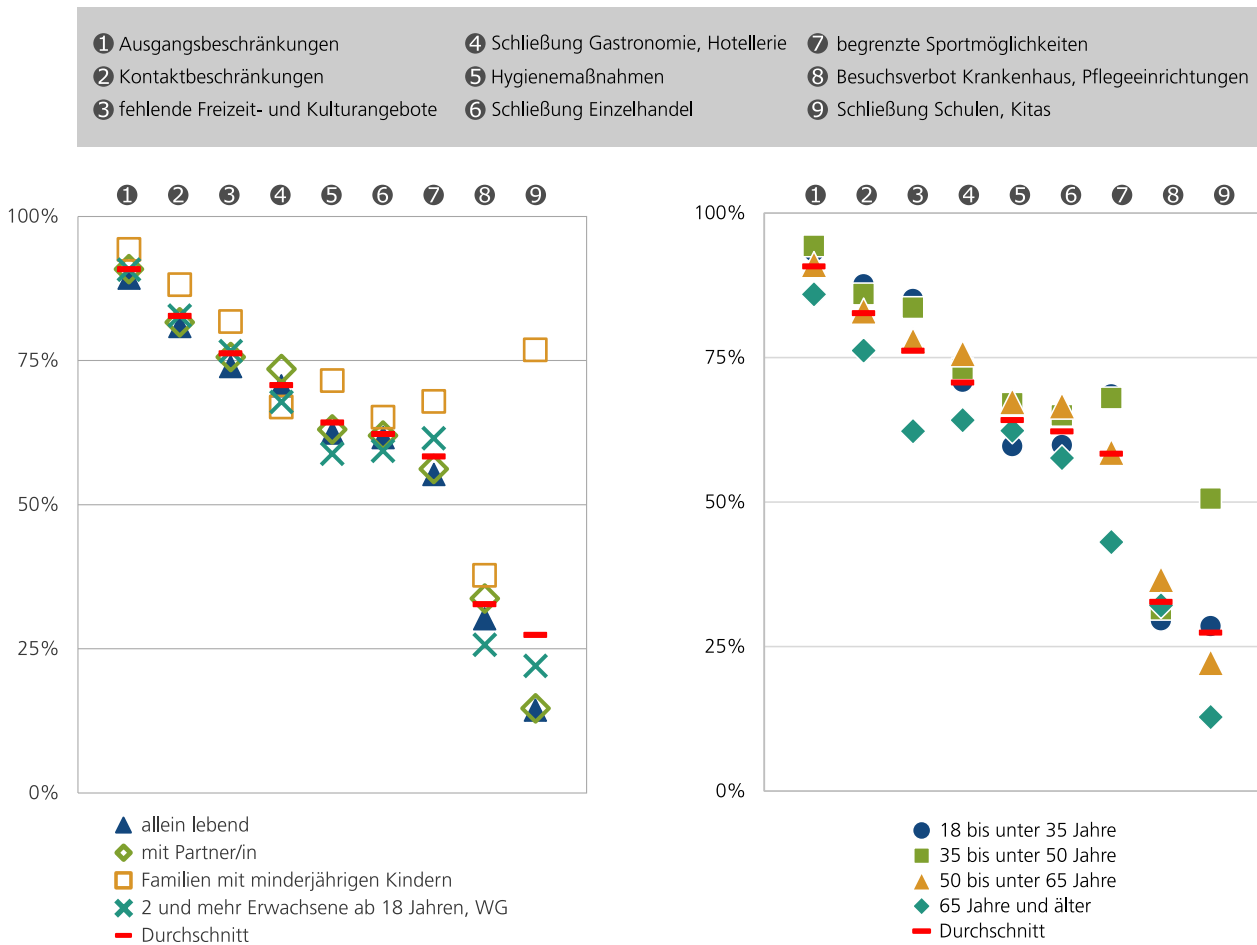 ❶ Ausgangsbeschränkungen
❷ Kontaktbeschränkungen
❸ fehlende Freizeit- und Kulturangebote
❹ Schließung Gastronomie, Hotellerie
❺ Hygienemaßnahmen
❻ Schließung Einzelhandel
❼ begrenzte Sportmöglichkeiten
❽ Besuchsverbot Krankenhaus, Pflegeeinrichtungen
❾ Schließung Schulen, Kitas
❶ ❷ ❸ ❹ ❺ ❻ ❼ ❽ ❾
100%
75%
50%
25%
0%
allein lebend
mit Partner/in
Familien mit minderjährigen Kindern
2 und mehr Erwachsene ab 18 Jahren, WG
Durchschnitt
❶ ❷ ❸ ❹ ❺ ❻ ❼ ❽ ❾
100%
75%
50%
25%
0%
18 bis unter 35 Jahre
35 bis unter 50 Jahre
50 bis unter 65 Jahre
65 Jahre und älter
Durchschnitt